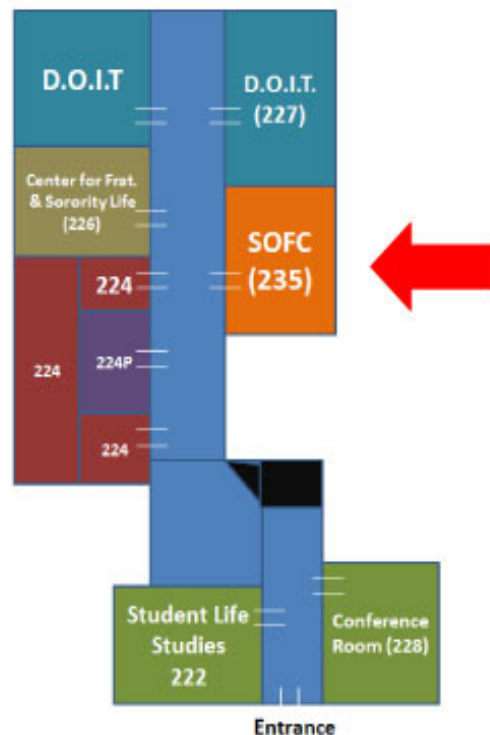 D.O.I.T
D.O.I.T.
(227)
Center for Frat.
& Sorority Life
(226)
SOFC
(235)
224
224
224P
224
Student Life
Studies
222
Conference
Room (228)
Entrance